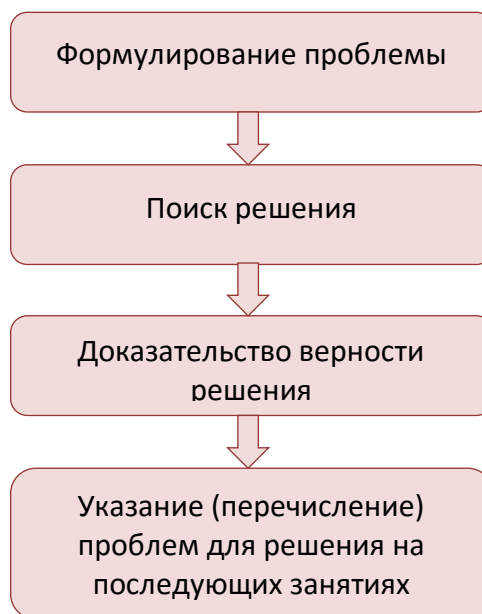 Формулирование проблемы
Поиск решения
Доказательство верности
решения
Указание (перечисление)
проблем для решения на
последующих занятиях